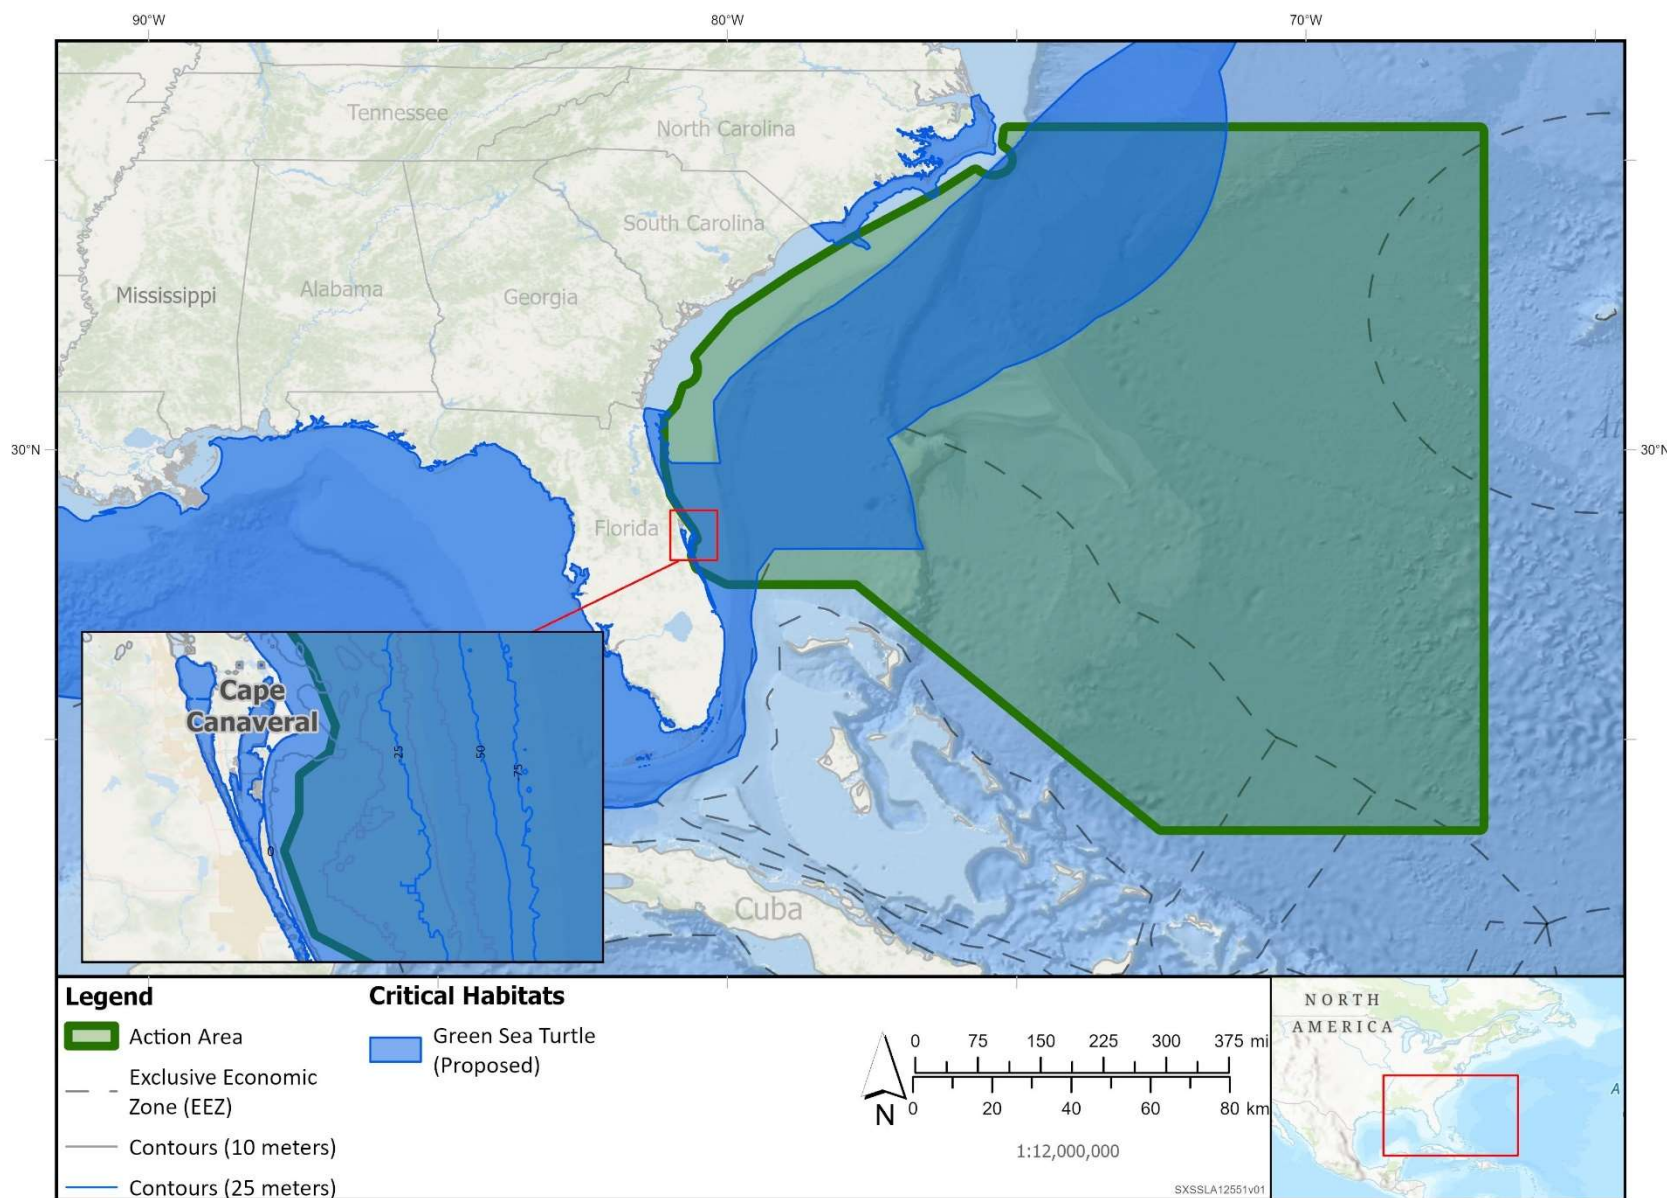 90°W 80°W 70°W
Tennessee
North Carolina
South Carolina
Mississippi
Alabama
Georgia
30°N
30°N
Florida
Cape
Canaveral
-25
-50
-75
0
Cuba
Legend
Action Area
Exclusive Economic
Zone (EEZ)
Contours (10 meters)
Contours (25 meters)
Critical Habitats
Green Sea Turtle
(Proposed)
N
0 75 150 225 300 375 mi
0 20 40 60 80 km
1:12,000,000
SXSSLA12551v01
NORTH
AMERICA
A